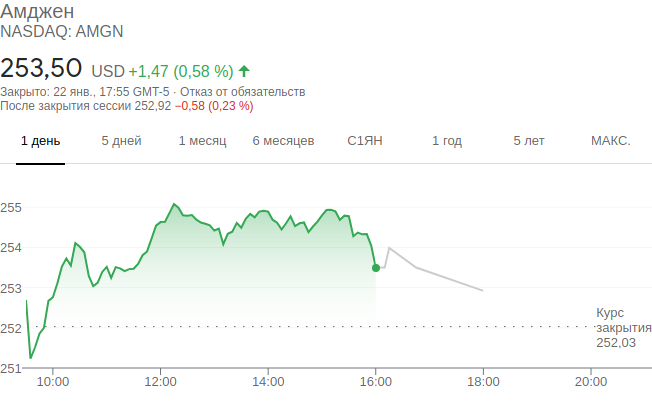 Амджен
NASDAQ: AMGN
253,50 USD +1,47 (0,58 %)
Закрыто: 22 янв., 17:55 GMT-5 · Отказ от обязательств
После закрытия сессии 252,92 −0,58 (0,23 %)
1 день 5 дней 1 месяц 6 месяцев С1ЯН 1 год 5 лет МАКС.
255
254
253
252
251
Курс
закрытия
252,03
10:00 12:00 14:00 16:00 18:00 20:00